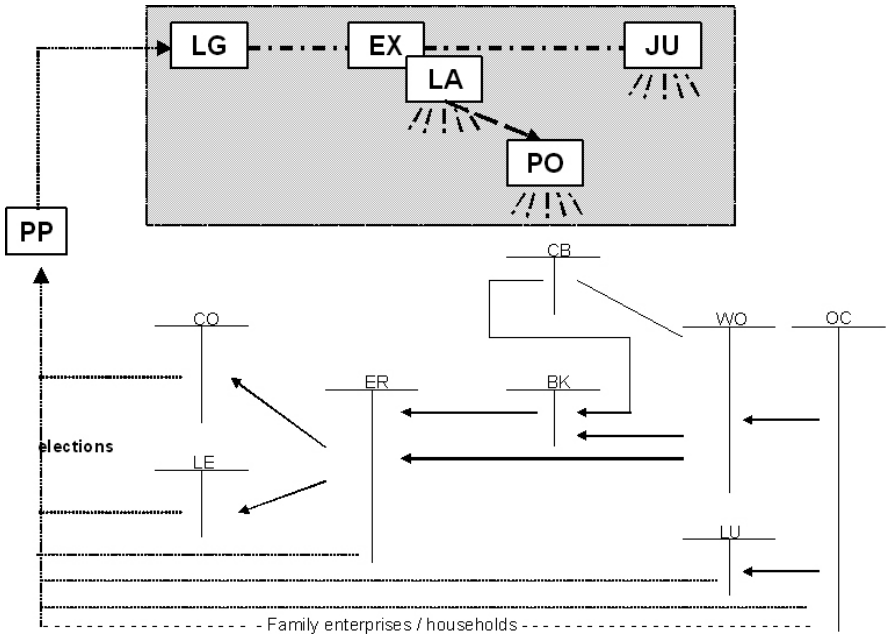 LG
EX
JU
LA
PO
PP
CB
CO
WO
OC
ER
BK
elections
LE
LU
Family enterprises / households